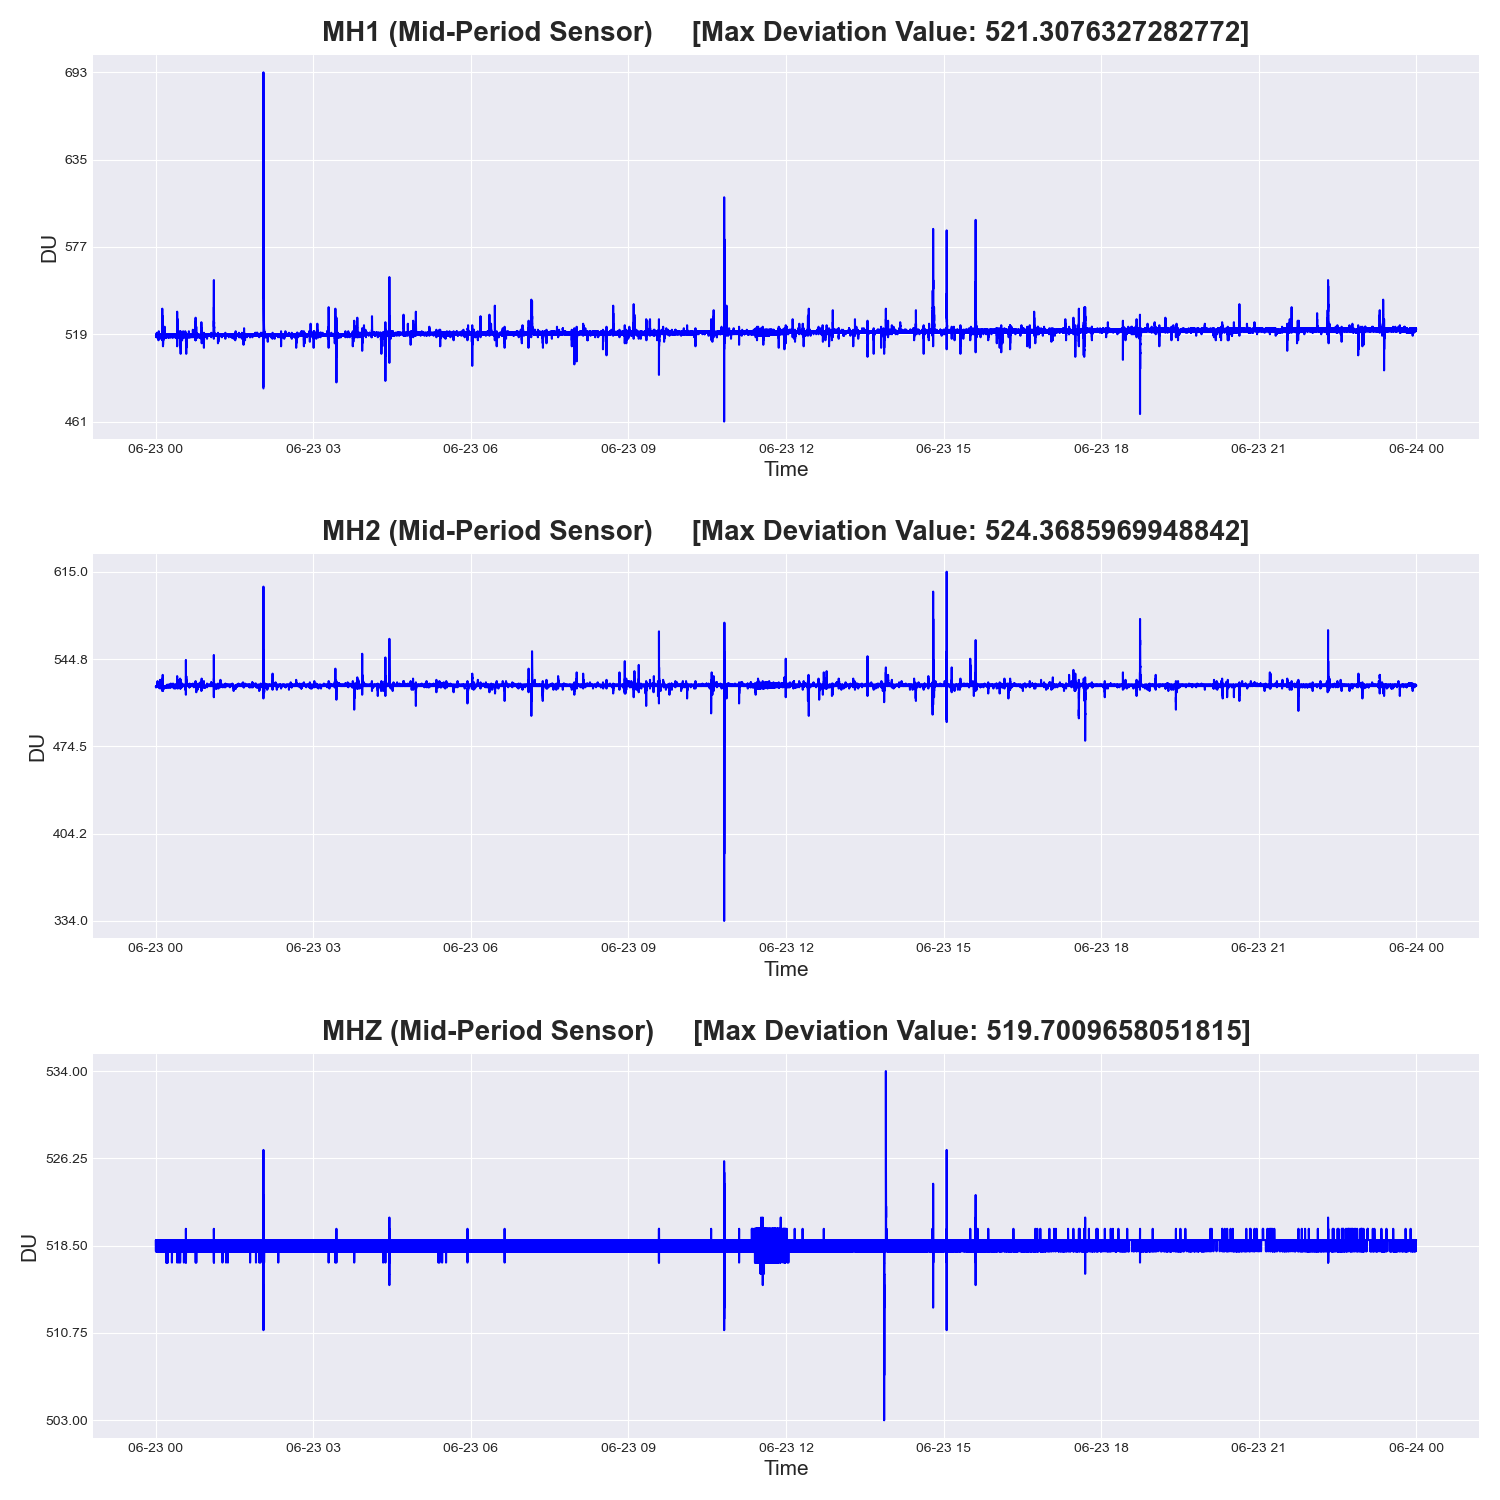 MH1 (Mid-Period Sensor) [Max Deviation Value: 521.3076327282772]
693
635
577
519
461
DU
06-23 00 06-23 03 06-23 06 06-23 09 06-23 12 06-23 15 06-23 18 06-23 21 06-24 00
Time
MH2 (Mid-Period Sensor) [Max Deviation Value: 524.3685969948842]
615.0
544.8
474.5
404.2
334.0
DU
06-23 00 06-23 03 06-23 06 06-23 09 06-23 12 06-23 15 06-23 18 06-23 21 06-24 00
Time
MHZ (Mid-Period Sensor) [Max Deviation Value: 519.7009658051815]
534.00
526.25
518.50
510.75
503.00
DU
06-23 00 06-23 03 06-23 06 06-23 09 06-23 12 06-23 15 06-23 18 06-23 21 06-24 00
Time